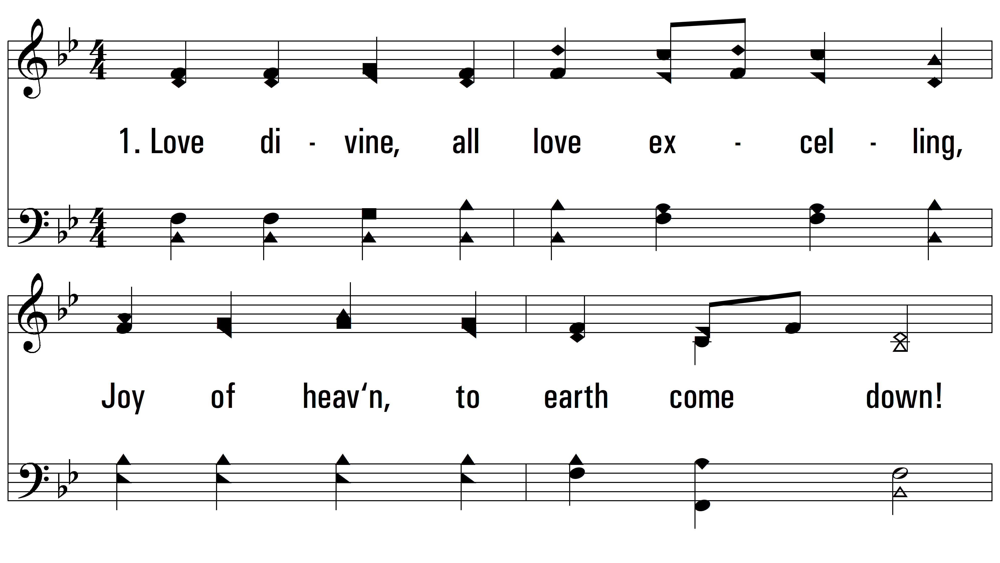 1. Love di - vine, all love ex - cel - ling,
Joy of heav‘n, to earth come down!